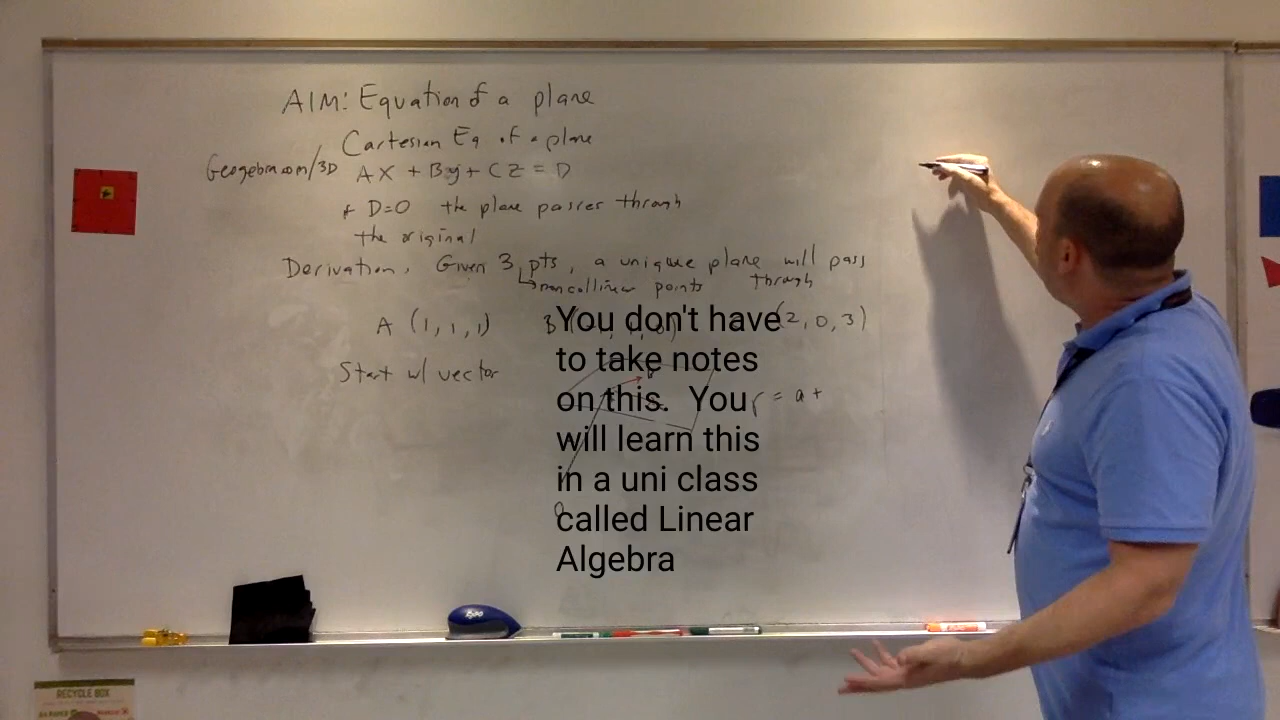 AIM: Equation of a plane
Cartesian Eq of a plane
Geogebra.com/3D AX + By + CZ = D
D=0 the plane passes through
the original
Derivation. Given 3 pts, a unique plane will pass
noncollinear points through
A (1,1,1) B (2,0,3)
Start w/ vector
r = a +
You don't have
to take notes
on this. You
will learn this
in a uni class
called Linear
Algebra
EXPO
RECYCLE BOX